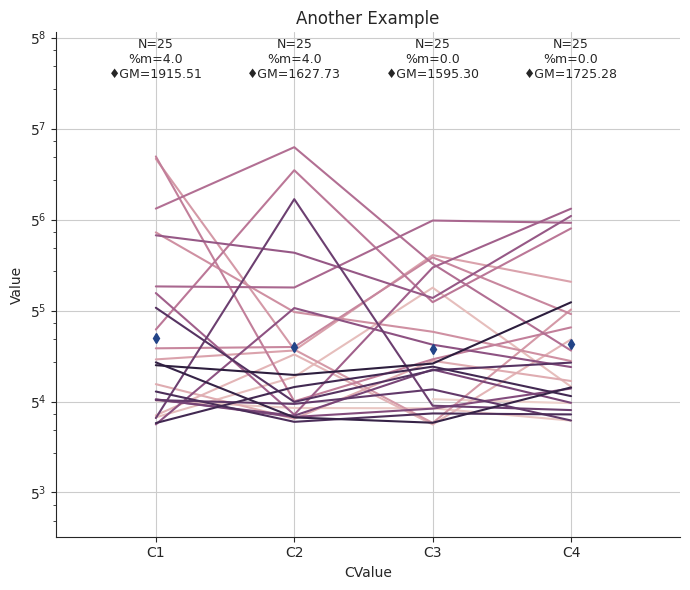 Another Example
N=25 N=25 N=25 N=25
%m=4.0 %m=4.0 %m=0.0 %m=0.0
♦GM=1915.51 ♦GM=1627.73 ♦GM=1595.30 ♦GM=1725.28
5⁸
5⁷
5⁶
5⁵
5⁴
5³
Value
C1 C2 C3 C4
CValue